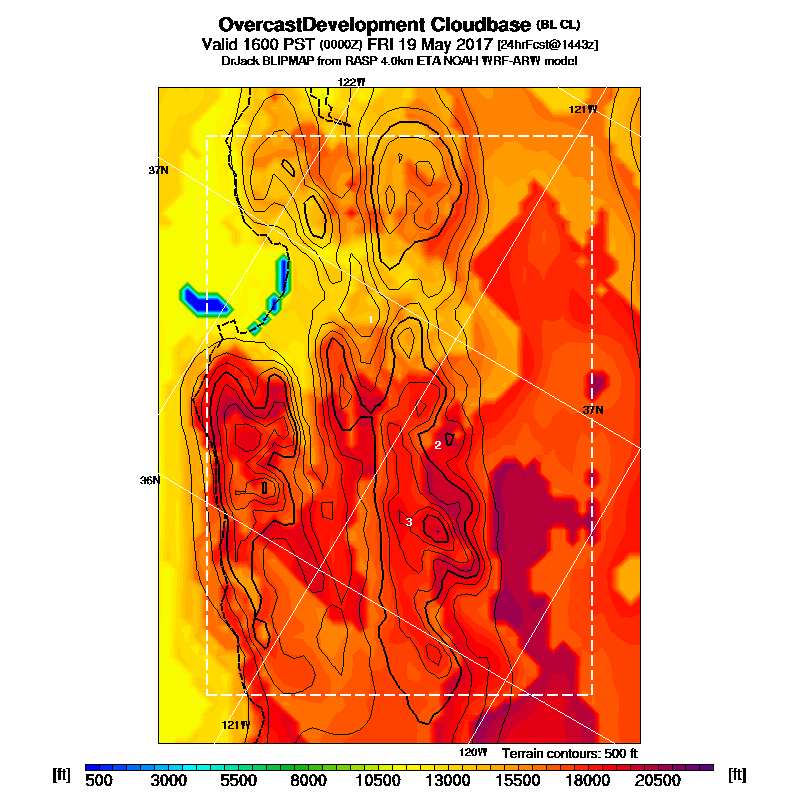 OvercastDevelopment Cloudbase (BL CL)
Valid 1600 PST (0000Z) FRI 19 May 2017 [24hrFcst@1443z]
DrJack BLIPMAP from RASP 4.0km ETA NOAH WRF-ARW model
122W
121W
37N
1
37N
2
36N
3
121W
120W
Terrain contours: 500 ft
[ft] 500 3000 5500 8000 10500 13000 15500 18000 20500 [ft]